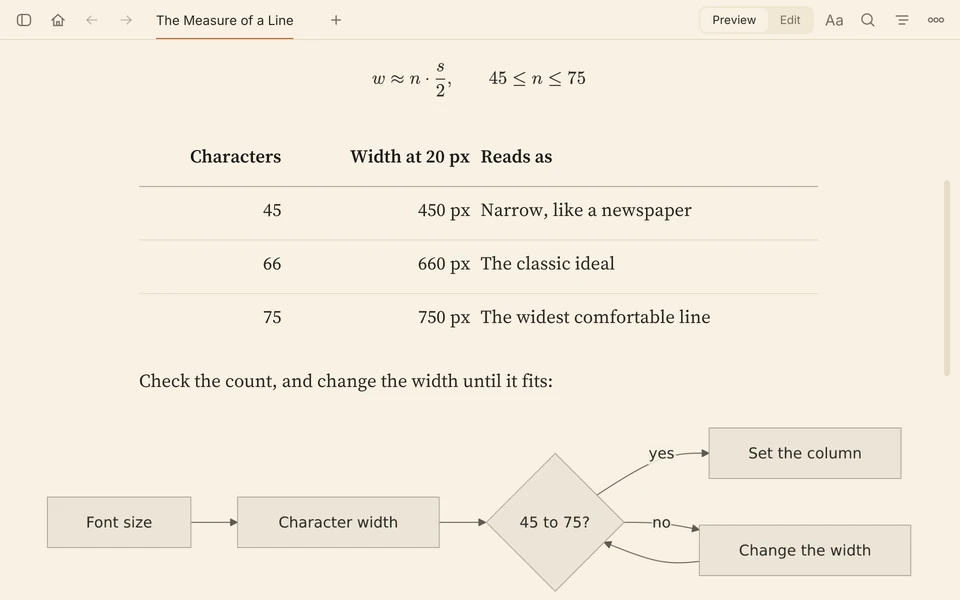 The Measure of a Line
Preview Edit Aa
w ≈ n · s/2, 45 ≤ n ≤ 75
Characters Width at 20 px Reads as
45 450 px Narrow, like a newspaper
66 660 px The classic ideal
75 750 px The widest comfortable line
Check the count, and change the width until it fits:
yes Set the column
Font size Character width 45 to 75? no
Change the width